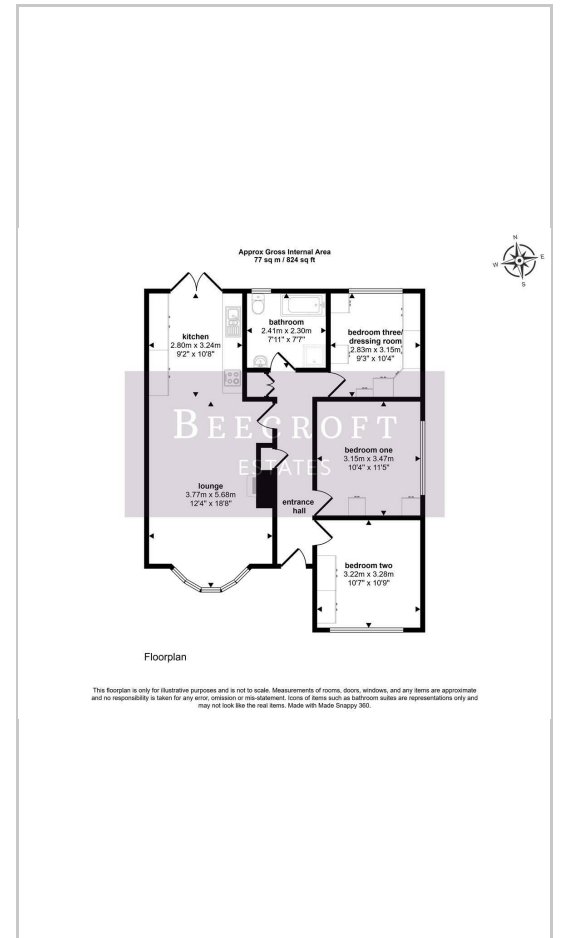 Approx Gross Internal Area
77 sq m / 824 sq ft
N
W E
S
kitchen
2.80m x 3.24m
9'2" x 10'8"
bathroom
2.41m x 2.30m
7'11" x 7'7"
bedroom three/
dressing room
2.83m x 3.15m
9'3" x 10'4"
BEECROFT
ESTATES
bedroom one
3.15m x 3.47m
10'4" x 11'5"
lounge
3.77m x 5.68m
12'4" x 18'8"
entrance
hall
bedroom two
3.22m x 3.28m
10'7" x 10'9"
Floorplan
This floorplan is only for illustrative purposes and is not to scale. Measurements of rooms, doors, windows, and any items are approximate
and no responsibility is taken for any error, omission or mis-statement. Icons of items such as bathroom suites are representations only and
may not look like the real items. Made with Made Snappy 360.